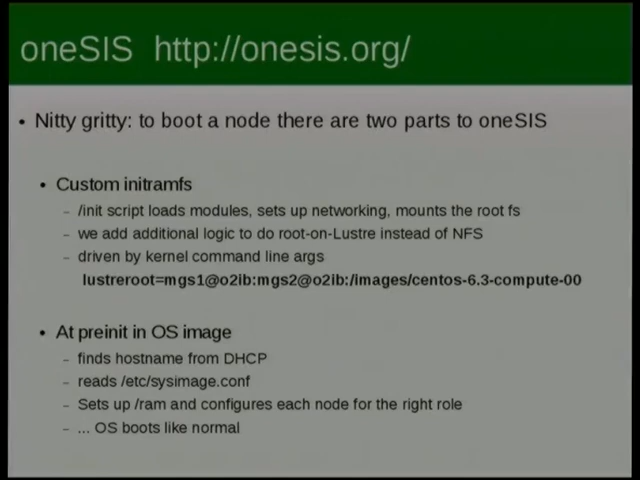 oneSIS http://onesis.org/
• Nitty gritty: to boot a node there are two parts to oneSIS
• Custom initramfs
– /init script loads modules, sets up networking, mounts the root fs
– we add additional logic to do root-on-Lustre instead of NFS
– driven by kernel command line args
lustreroot=mgs1@o2ib:mgs2@o2ib:/images/centos-6.3-compute-00
• At preinit in OS image
– finds hostname from DHCP
– reads /etc/sysimage.conf
– Sets up /ram and configures each node for the right role
– ... OS boots like normal